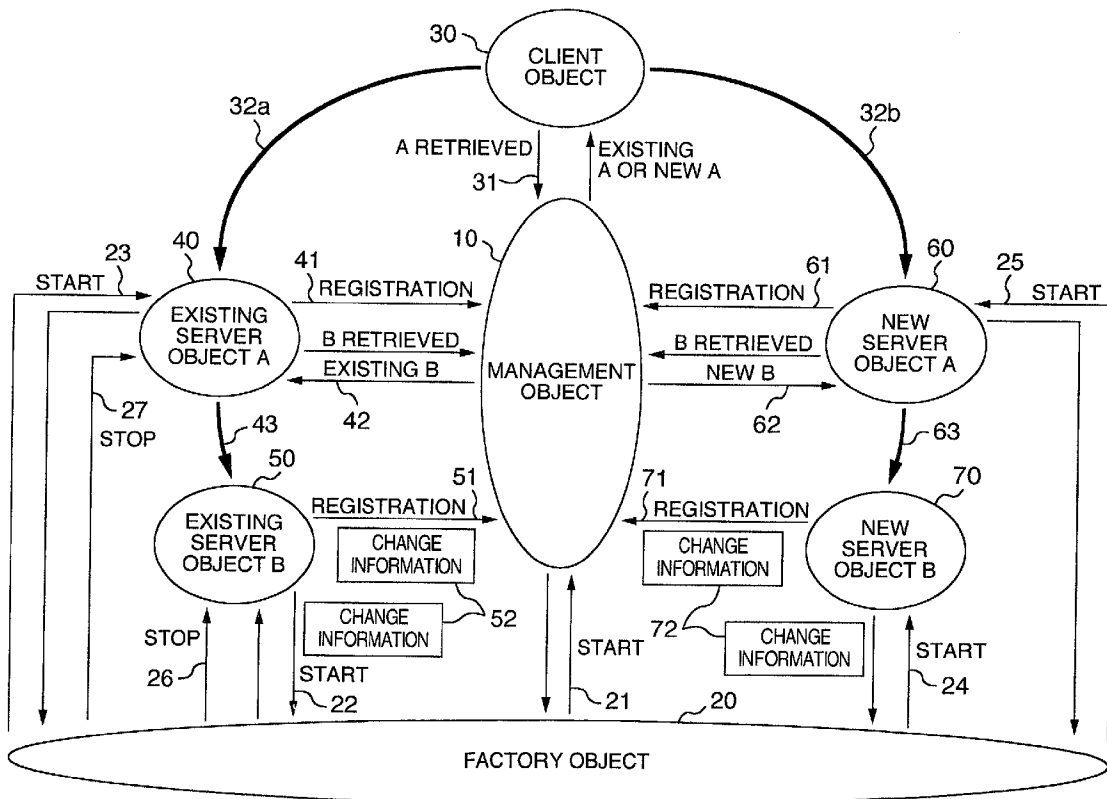 30
CLIENT
OBJECT
32a
32b
A RETRIEVED
31
EXISTING
A OR NEW A
10
MANAGEMENT
OBJECT
23
START
40
EXISTING
SERVER
OBJECT A
41
REGISTRATION
B RETRIEVED
EXISTING B
42
61
REGISTRATION
B RETRIEVED
NEW B
62
60
NEW
SERVER
OBJECT A
25
START
27
STOP
43
63
50
EXISTING
SERVER
OBJECT B
51
REGISTRATION
CHANGE
INFORMATION
CHANGE
INFORMATION
52
71
REGISTRATION
CHANGE
INFORMATION
72
CHANGE
INFORMATION
70
NEW
SERVER
OBJECT B
STOP
26
START
22
START
21
START
24
20
FACTORY OBJECT